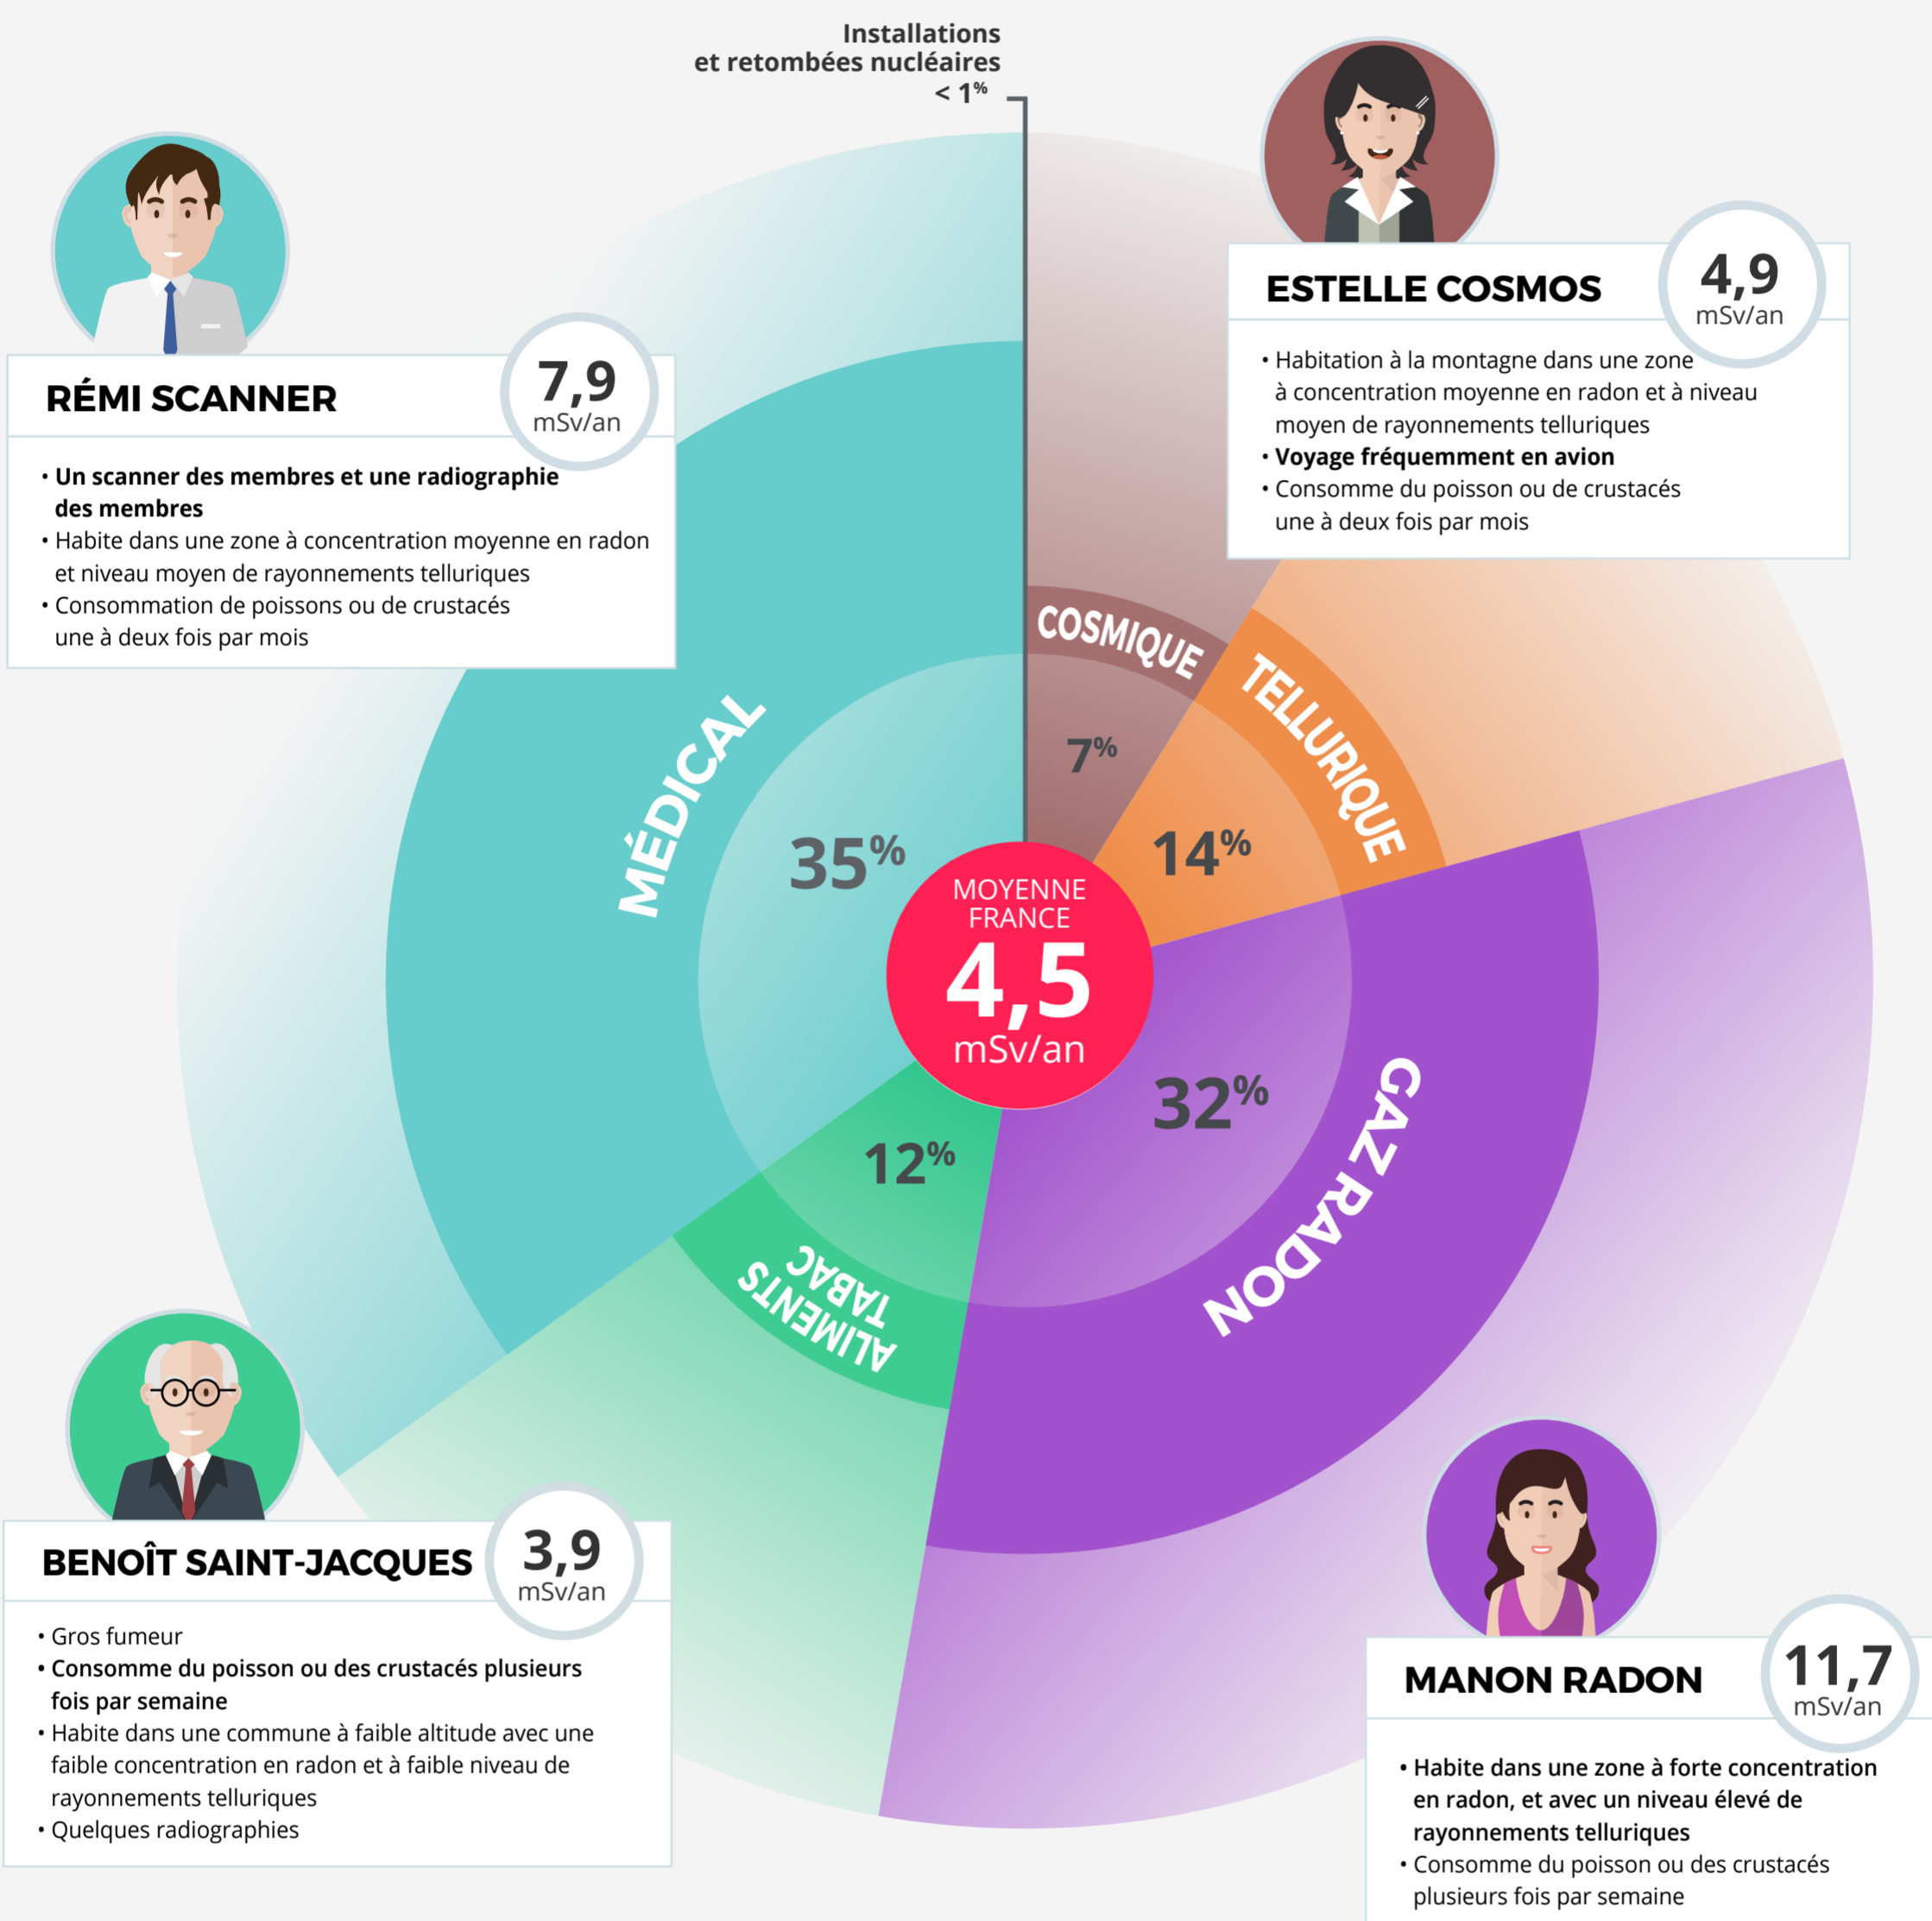 Installations
et retombées nucléaires
< 1%
RÉMI SCANNER
7,9
mSv/an
• Un scanner des membres et une radiographie
des membres
• Habite dans une zone à concentration moyenne en radon
et niveau moyen de rayonnements telluriques
• Consommation de poissons ou de crustacés
une à deux fois par mois
ESTELLE COSMOS
4,9
mSv/an
• Habitation à la montagne dans une zone
à concentration moyenne en radon et à niveau
moyen de rayonnements telluriques
• Voyage fréquemment en avion
• Consomme du poisson ou de crustacés
une à deux fois par mois
COSMIQUE
7%
TELLURIQUE
14%
MÉDICAL
35%
MOYENNE
FRANCE
4,5
mSv/an
GAZ RADON
32%
12%
TABAC
ALIMENTS
BENOÎT SAINT-JACQUES
3,9
mSv/an
• Gros fumeur
• Consomme du poisson ou des crustacés plusieurs
fois par semaine
• Habite dans une commune à faible altitude avec une
faible concentration en radon et à faible niveau de
rayonnements telluriques
• Quelques radiographies
MANON RADON
11,7
mSv/an
• Habite dans une zone à forte concentration
en radon, et avec un niveau élevé de
rayonnements telluriques
• Consomme du poisson ou des crustacés
plusieurs fois par semaine